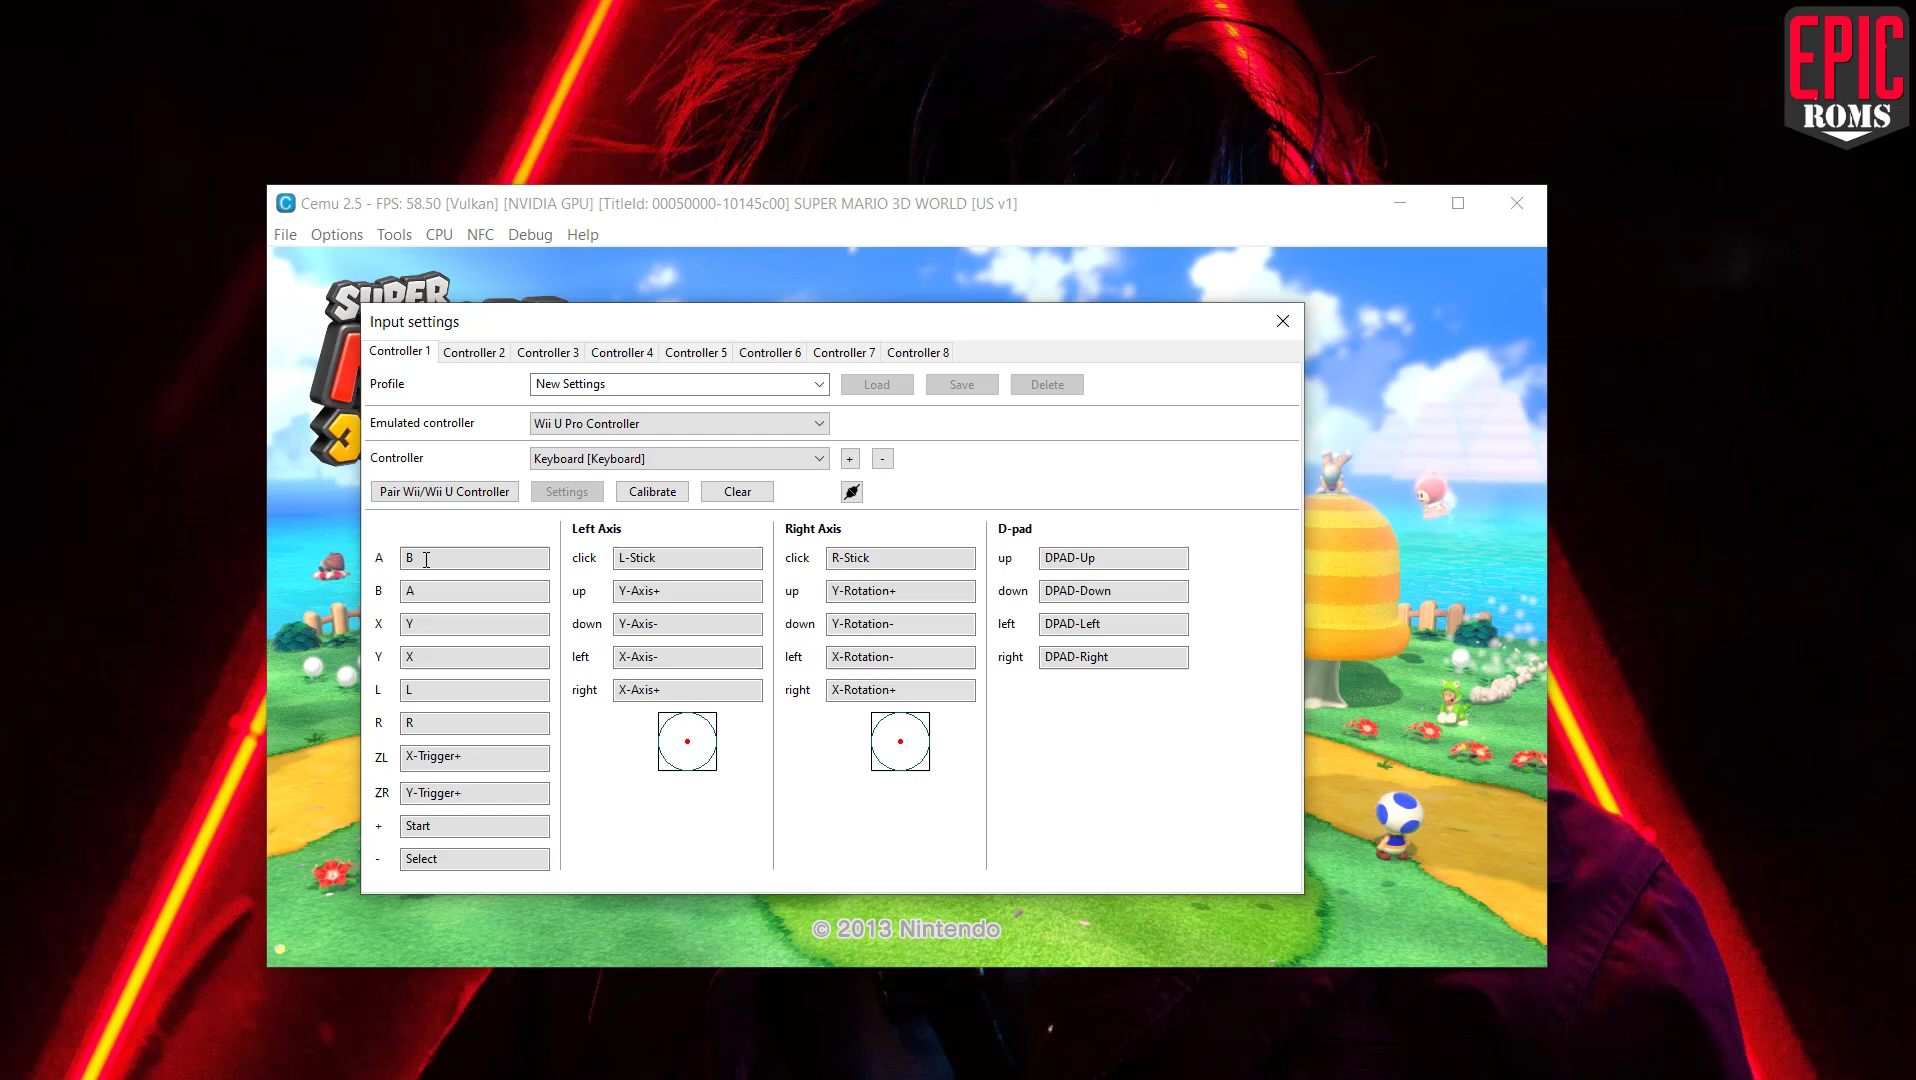 EPIC
ROMS
Cemu 2.5 - FPS: 58.50 [Vulkan] [NVIDIA GPU] [TitleId: 00050000-10145c00] SUPER MARIO 3D WORLD [US v1]
File Options Tools CPU NFC Debug Help
SUPER
Input settings
Controller 1 Controller 2 Controller 3 Controller 4 Controller 5 Controller 6 Controller 7 Controller 8
Profile New Settings Load Save Delete
Emulated controller Wii U Pro Controller
Controller Keyboard [Keyboard] + -
Pair Wii/Wii U Controller Settings Calibrate Clear
Left Axis Right Axis D-pad
A B click L-Stick click R-Stick up DPAD-Up
B A up Y-Axis+ up Y-Rotation+ down DPAD-Down
X Y down Y-Axis- down Y-Rotation- left DPAD-Left
Y X left X-Axis- left X-Rotation- right DPAD-Right
L L right X-Axis+ right X-Rotation+
R R
ZL X-Trigger+
ZR Y-Trigger+
+ Start
- Select
© 2013 Nintendo